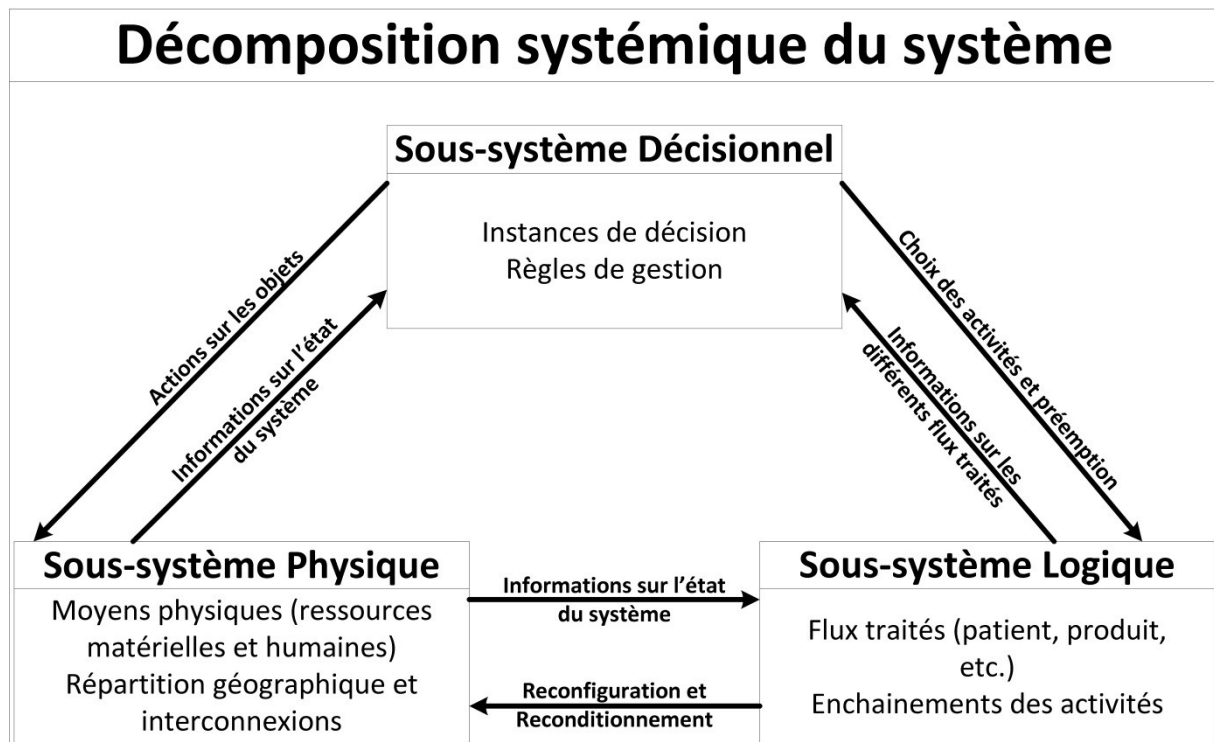 Décomposition systémique du système
Sous-système Décisionnel
Instances de décision
Règles de gestion
Actions sur les objets
Informations sur l'état
du système
Choix des activités et préemption
Informations sur les
différents flux traités
Sous-système Physique
Moyens physiques (ressources
matérielles et humaines)
Répartition géographique et
interconnexions
Informations sur l'état
du système
Reconfiguration et
Reconditionnement
Sous-système Logique
Flux traités (patient, produit,
etc.)
Enchainements des activités